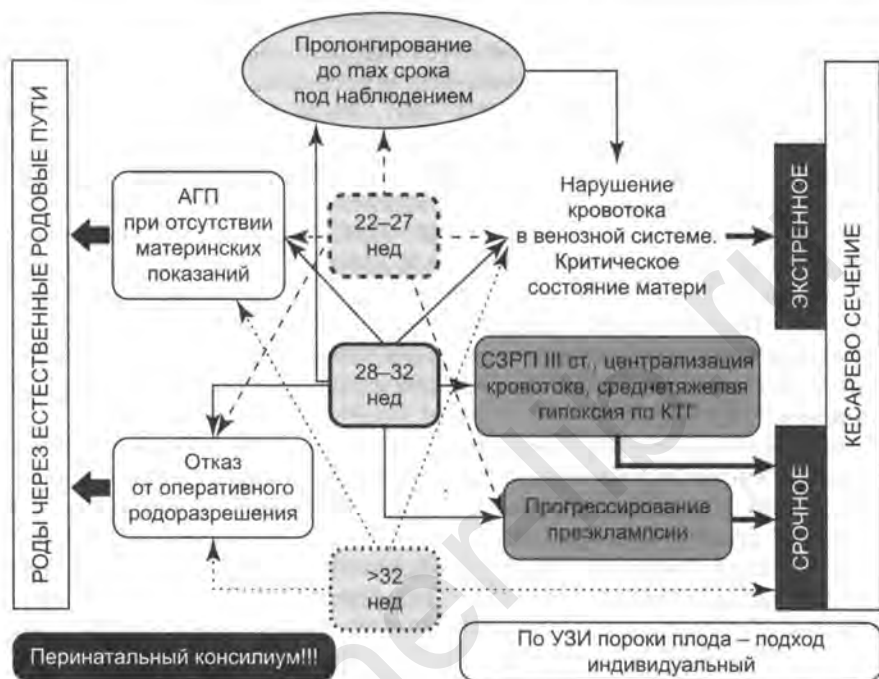 Пролонгирование
до max срока
под наблюдением
РОДЫ ЧЕРЕЗ ЕСТЕСТВЕННЫЕ РОДОВЫЕ ПУТИ
АГП
при отсутствии
материнских
показаний
22–27
нед
Нарушение
кровотока
в венозной системе.
Критическое
состояние матери
ЭКСТРЕННОЕ
КЕСАРЕВО СЕЧЕНИЕ
28–32
нед
СЗРП III ст., централизация
кровотока, среднетяжелая
гипоксия по КТГ
Отказ
от оперативного
родоразрешения
Прогрессирование
преэклампсии
СРОЧНОЕ
>32
нед
Перинатальный консилиум!!!
По УЗИ пороки плода – подход
индивидуальный